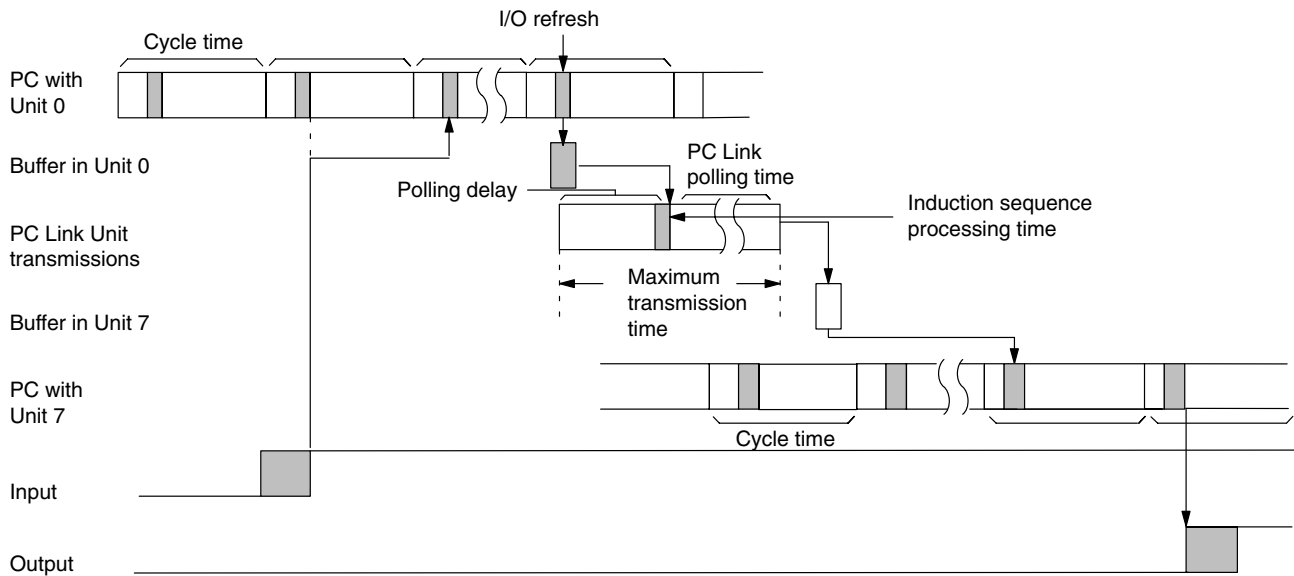 I/O refresh
Cycle time
PC with
Unit 0
Buffer in Unit 0
PC Link
polling time
Polling delay
Induction sequence
processing time
PC Link Unit
transmissions
Maximum
transmission
time
Buffer in Unit 7
PC with
Unit 7
Cycle time
Input
Output